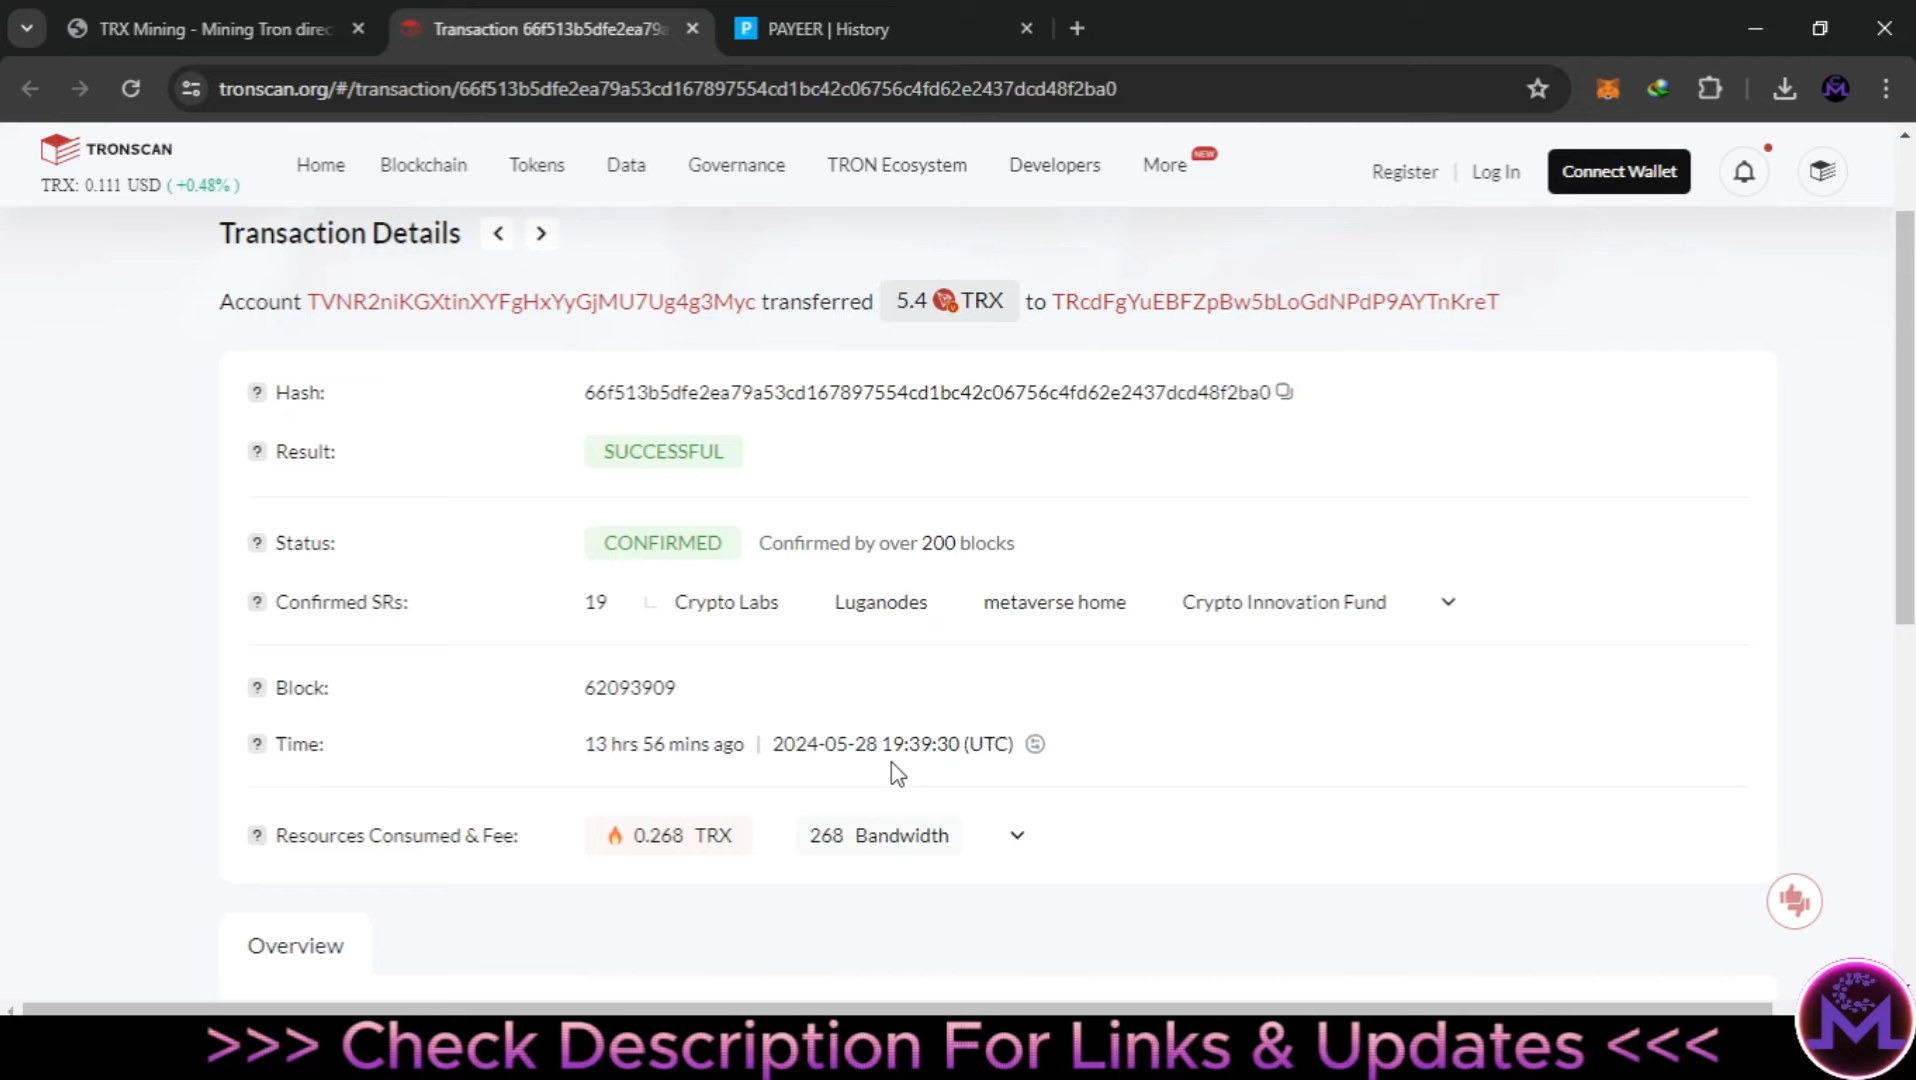 TRX Mining - Mining Tron direc
Transaction 66f513b5dfe2ea79a
P PAYEER | History
tronscan.org/#/transaction/66f513b5dfe2ea79a53cd167897554cd1bc42c06756c4fd62e2437dcd48f2ba0
TRONSCAN
TRX: 0.111 USD ( +0.48% )
Home Blockchain Tokens Data Governance TRON Ecosystem Developers More NEW
Register | Log In Connect Wallet
Transaction Details
Account TVNR2niKGXtinXYFgHxYyGjMU7Ug4g3Myc transferred 5.4 TRX to TRcdFgYuEBFZpBw5bLoGdNPdP9AYTnKreT
? Hash: 66f513b5dfe2ea79a53cd167897554cd1bc42c06756c4fd62e2437dcd48f2ba0
? Result: SUCCESSFUL
? Status: CONFIRMED Confirmed by over 200 blocks
? Confirmed SRs: 19 Crypto Labs Luganodes metaverse home Crypto Innovation Fund
? Block: 62093909
? Time: 13 hrs 56 mins ago | 2024-05-28 19:39:30 (UTC)
? Resources Consumed & Fee: 0.268 TRX 268 Bandwidth
Overview
>>> Check Description For Links & Updates <<<